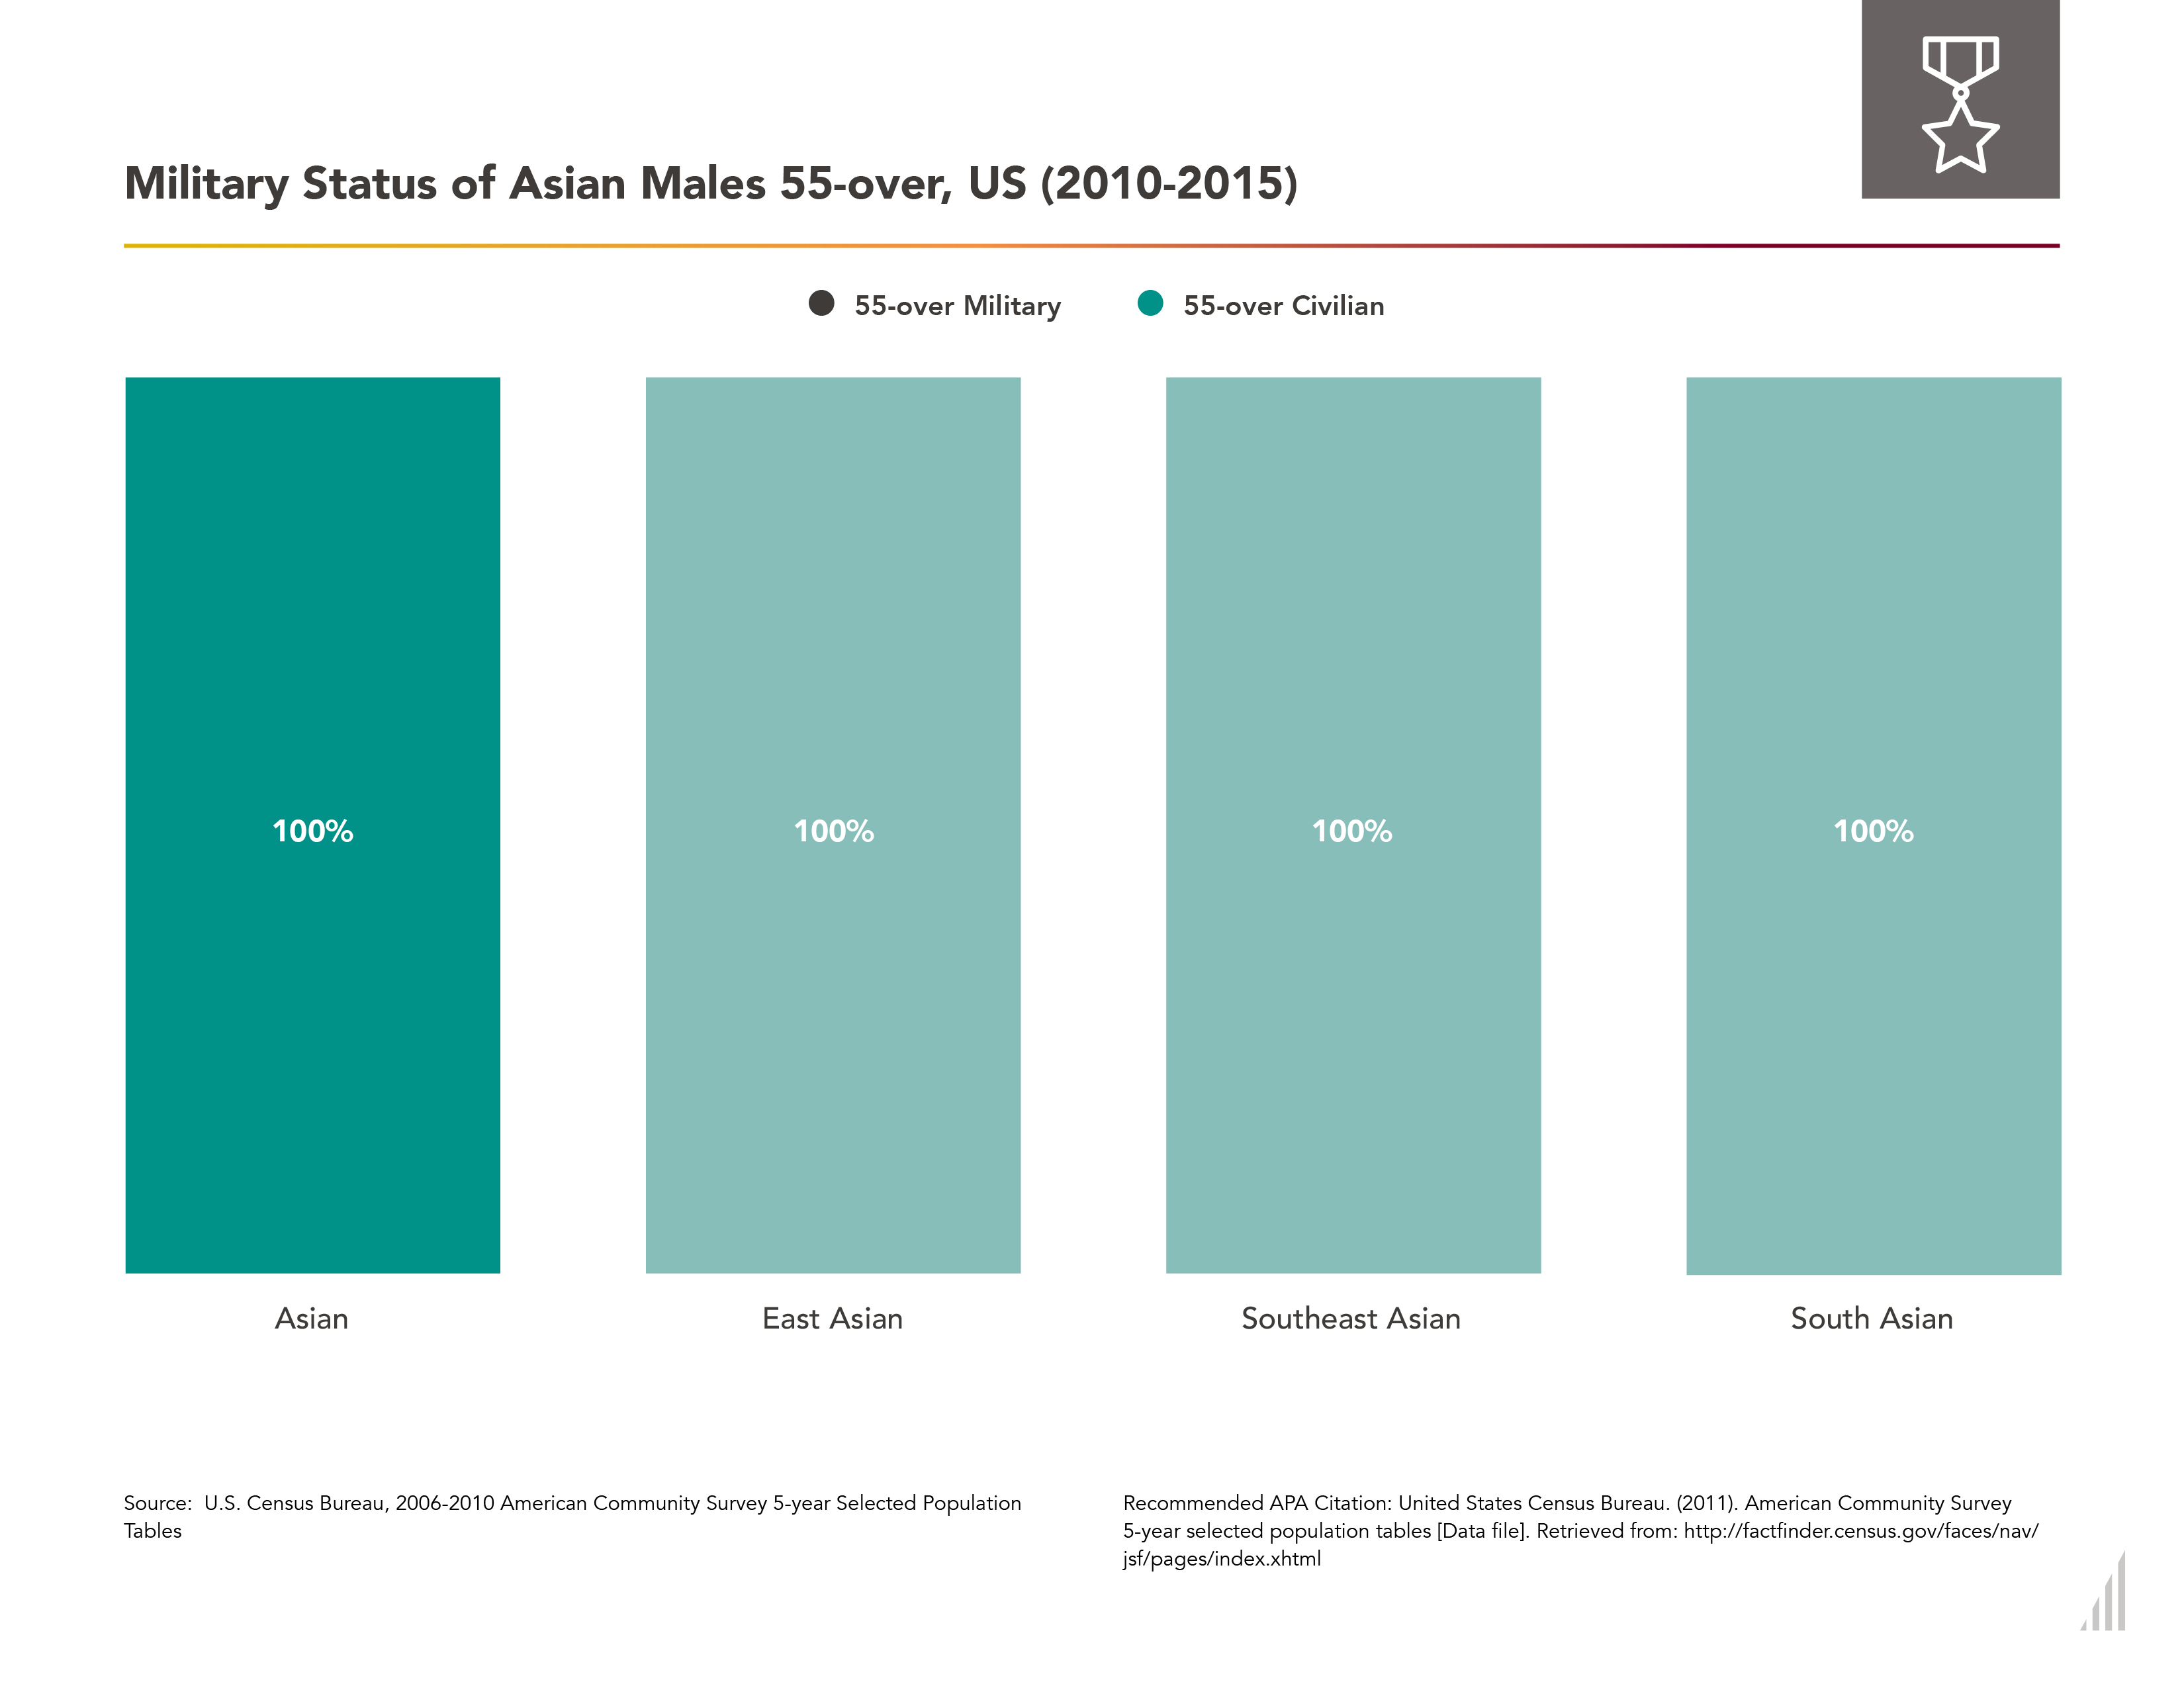 Military Status of Asian Males 55-over, US (2010-2015)
55-over Military
55-over Civilian
100%
100%
100%
100%
Asian
East Asian
Southeast Asian
South Asian
Source:  U.S. Census Bureau, 2006-2010 American Community Survey 5-year Selected Population
Tables
Recommended APA Citation: United States Census Bureau. (2011). American Community Survey
5-year selected population tables [Data file]. Retrieved from: http://factfinder.census.gov/faces/nav/
jsf/pages/index.xhtml